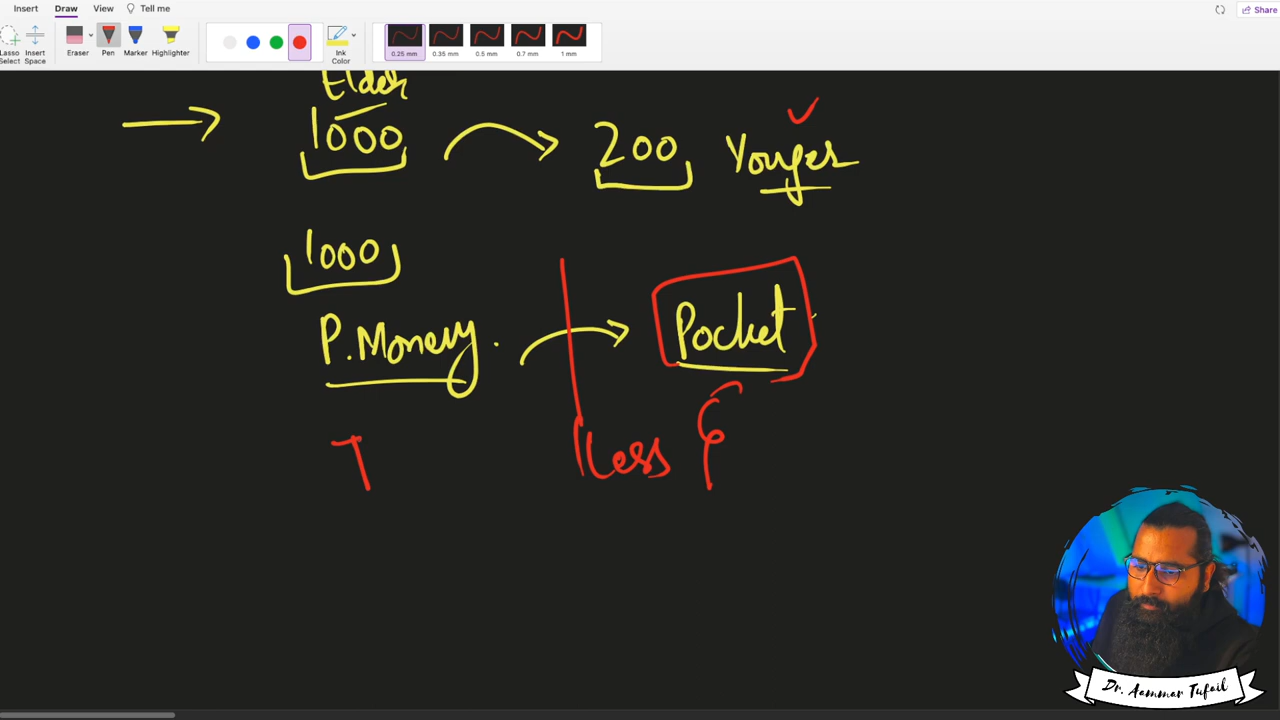 Insert Draw View Tell me
Share
Lasso Select
Insert Space
Eraser
Pen
Marker
Highlighter
Ink Color
0.25 mm
0.35 mm
0.5 mm
0.7 mm
1 mm
Elder
1000 200 Younger
1000
P.Money. Pocket
T Less
Dr. Aammar Tufail